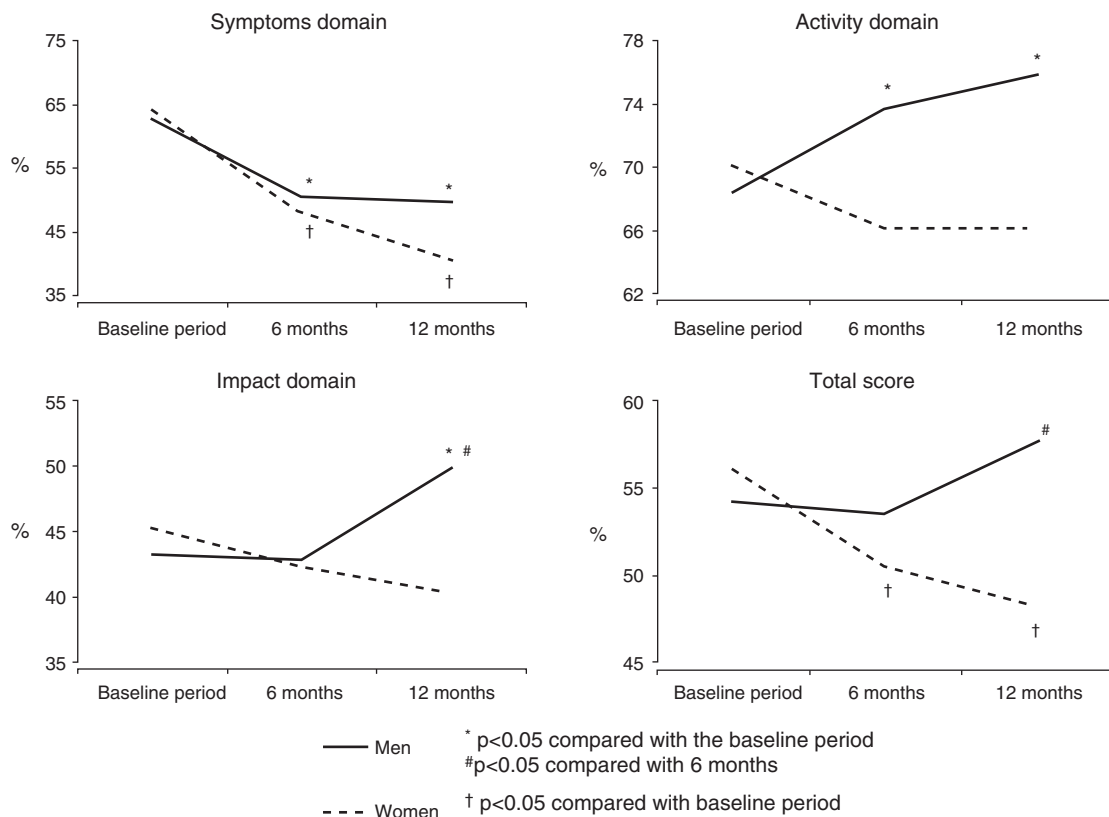 Symptoms domain
75
65
55
45
35
%
*
*
†
†
Baseline period 6 months 12 months
Activity domain
78
74
70
66
62
%
*
*
Baseline period 6 months 12 months
Impact domain
55
50
45
40
35
%
* #
Baseline period 6 months 12 months
Total score
60
55
50
45
%
#
†
†
Baseline period 6 months 12 months
Men
* p<0.05 compared with the baseline period
#p<0.05 compared with 6 months
Women
† p<0.05 compared with baseline period